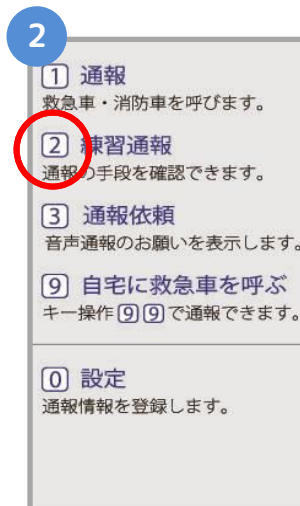 2
1 通報
救急車・消防車を呼びます。
2 練習通報
通報の手段を確認できます。
3 通報依頼
音声通報のお願いを表示します。
9 自宅に救急車を呼ぶ
キー操作99で通報できます。
0 設定
通報情報を登録します。